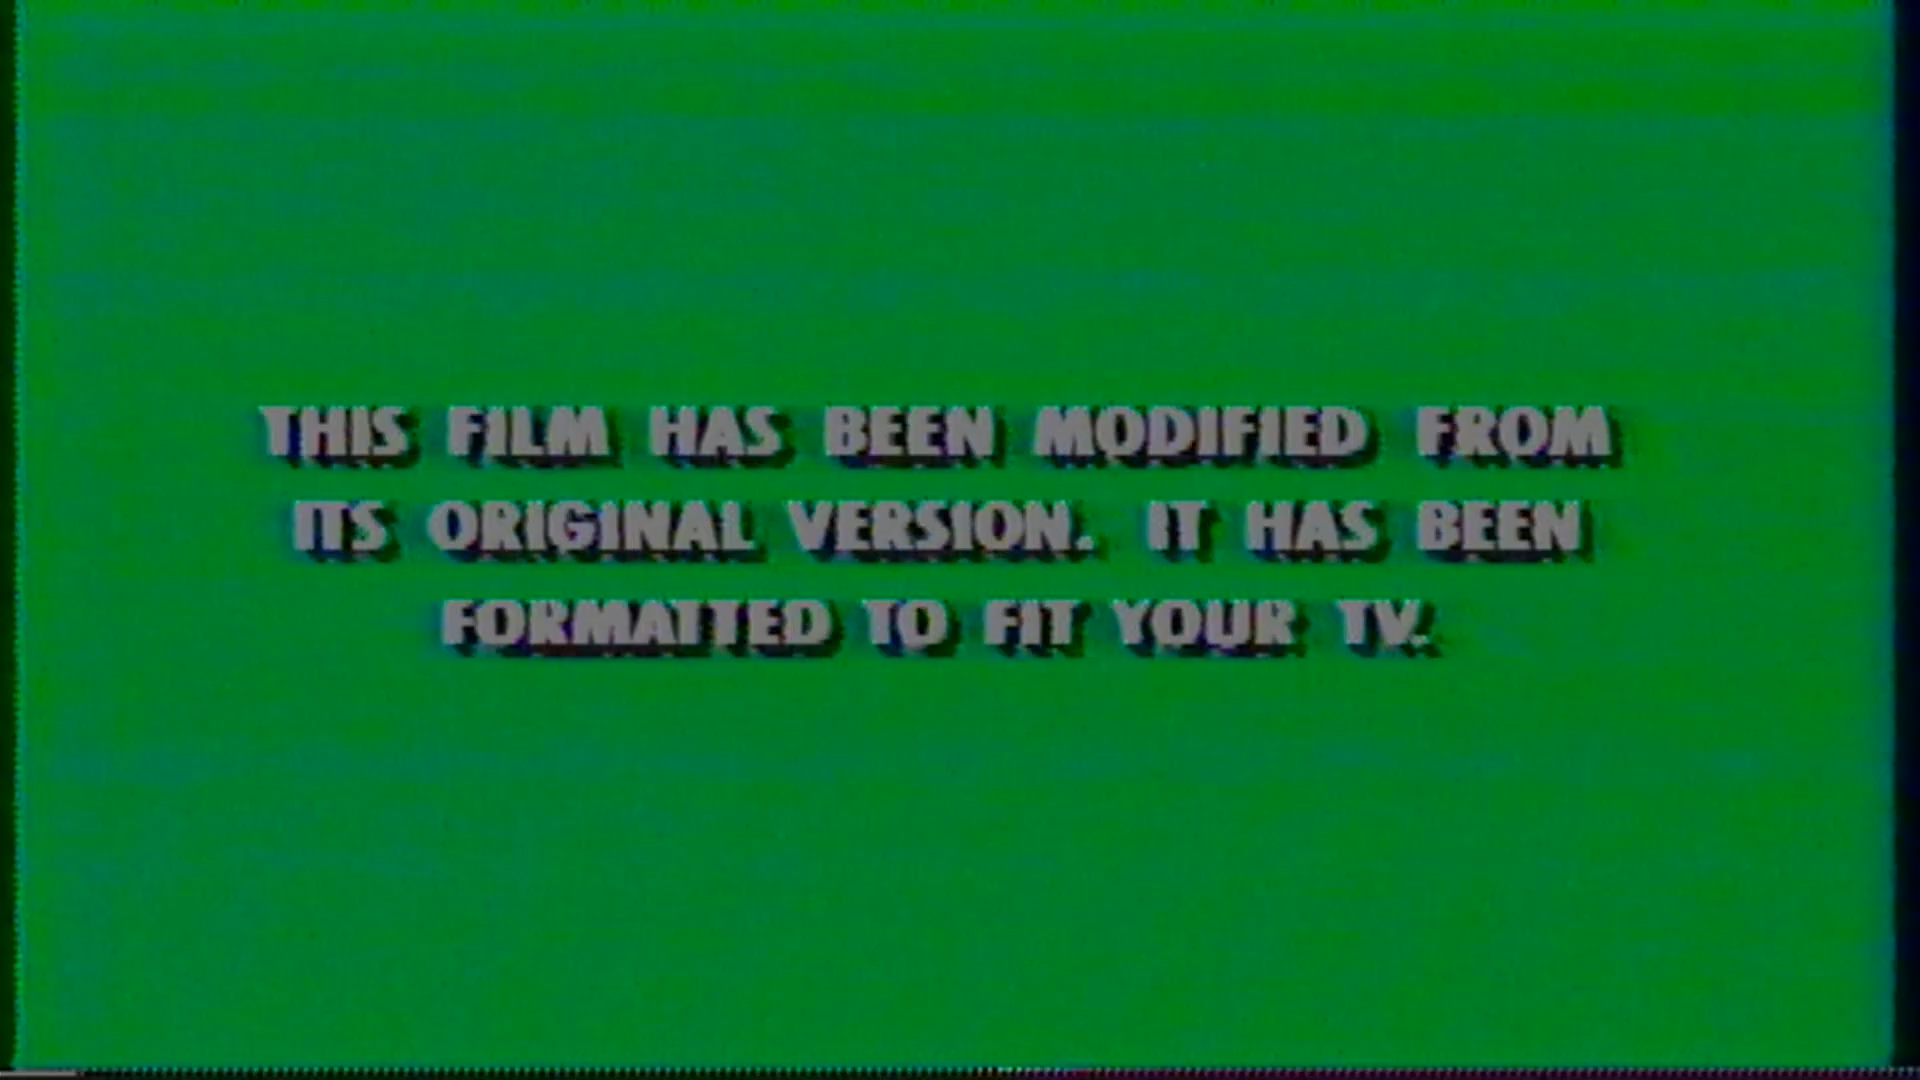 THIS FILM HAS BEEN MODIFIED FROM
ITS ORIGINAL VERSION. IT HAS BEEN
FORMATTED TO FIT YOUR TV.